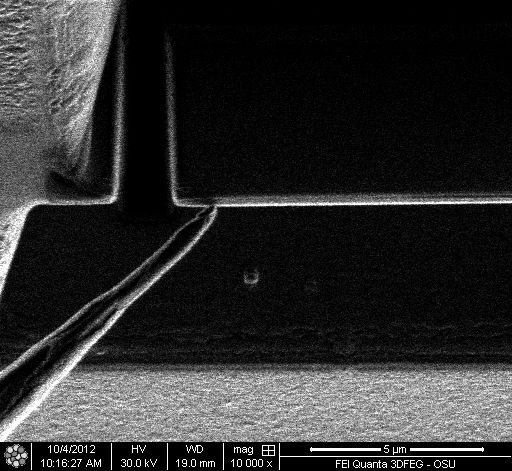 10/4/2012 HV WD mag 5 µm
10:16:27 AM 30.0 kV 19.0 mm 10 000 x FEI Quanta 3DFEG - OSU